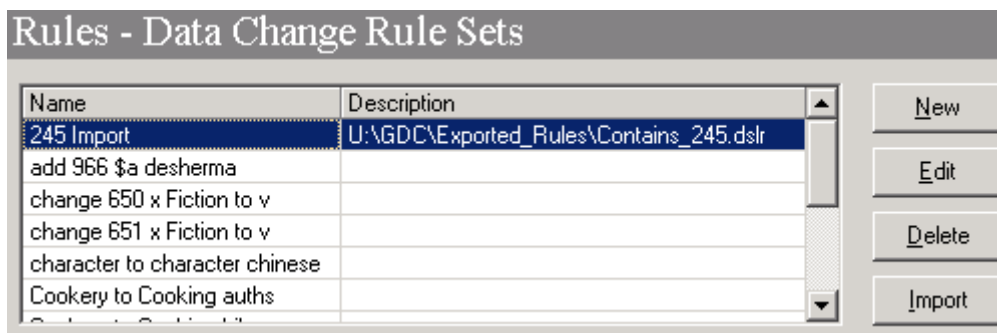 Rules - Data Change Rule Sets
Name Description
245 Import U:\GDC\Exported_Rules\Contains_245.dslr
add 966 $a desherma
change 650 x Fiction to v
change 651 x Fiction to v
character to character chinese
Cookery to Cooking auths
New
Edit
Delete
Import